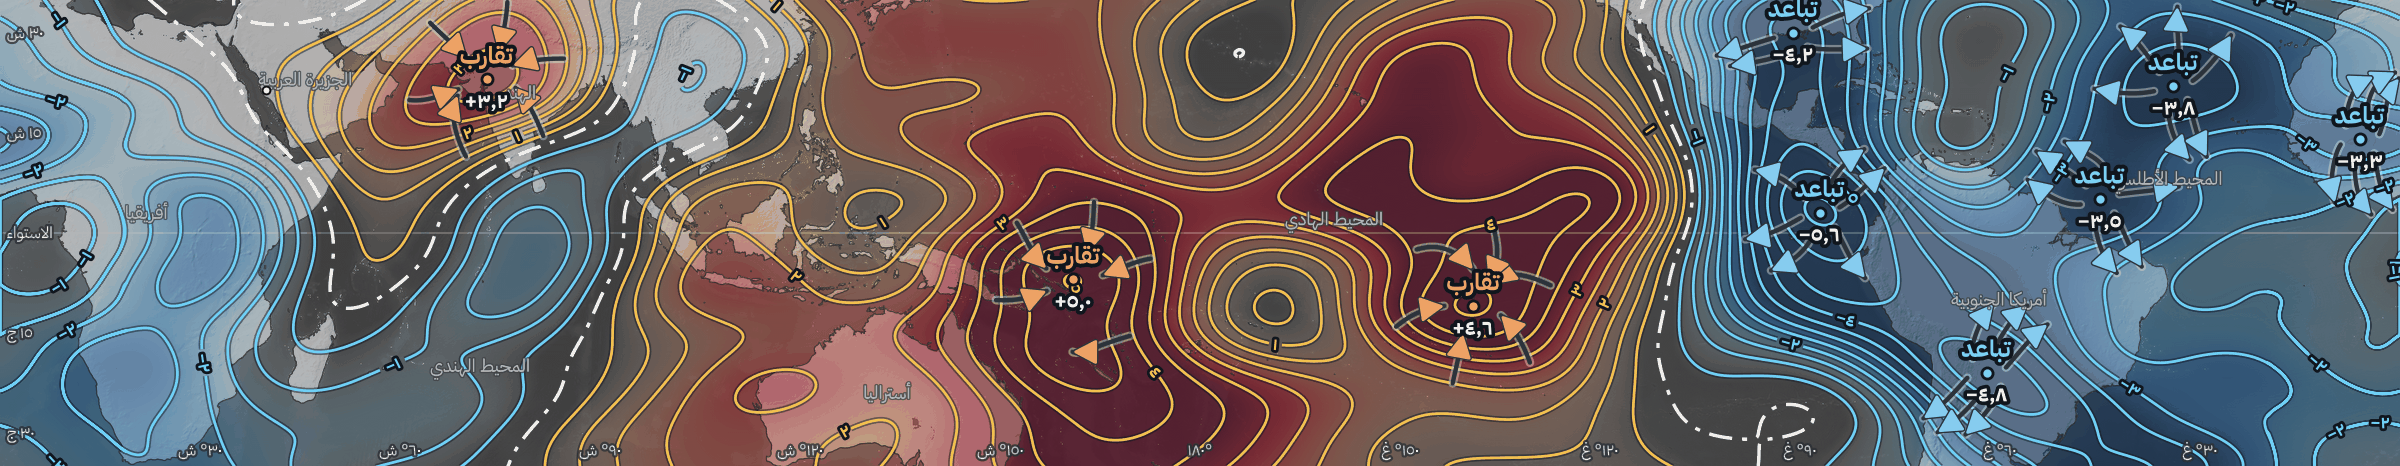 تباعد
−٤,٢
تقارب
+٣,٢
تباعد
−٣,٨
تباعد
−٣,٣
تباعد
−٣,٥
تباعد
−٥,٦
تقارب
+٥,٠
تقارب
+٤,٦
تباعد
−٤,٨
الجزيرة العربية
أفريقيا
المحيط الهندي
أستراليا
المحيط الهادي
المحيط الأطلس
أمريكا الجنوبية
٣٠° ش
١٥° ش
الاستواء
١٥° ج
٣٠° ج
٣٠° ش
٦٠° ش
٩٠° ش
١٢٠° ش
١٥٠° ش
١٨٠°
١٥٠° غ
١٢٠° غ
٩٠° غ
٦٠° غ
٣٠° غ